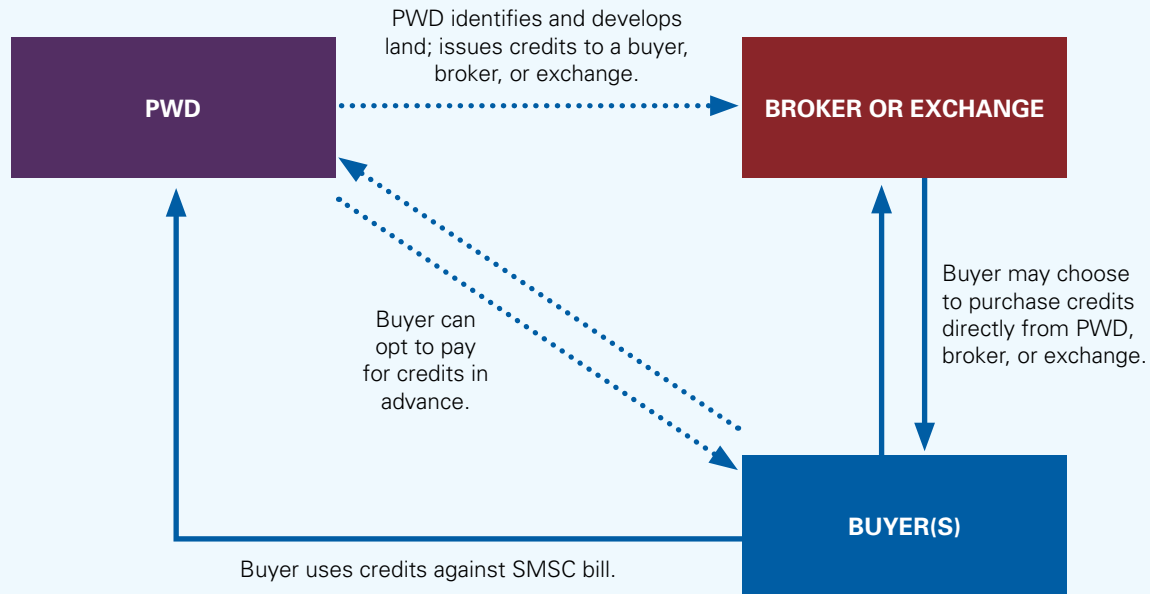 PWD identifies and develops
land; issues credits to a buyer,
broker, or exchange.
PWD
BROKER OR EXCHANGE
Buyer may choose
to purchase credits
directly from PWD,
broker, or exchange.
Buyer can
opt to pay
for credits in
advance.
BUYER(S)
Buyer uses credits against SMSC bill.